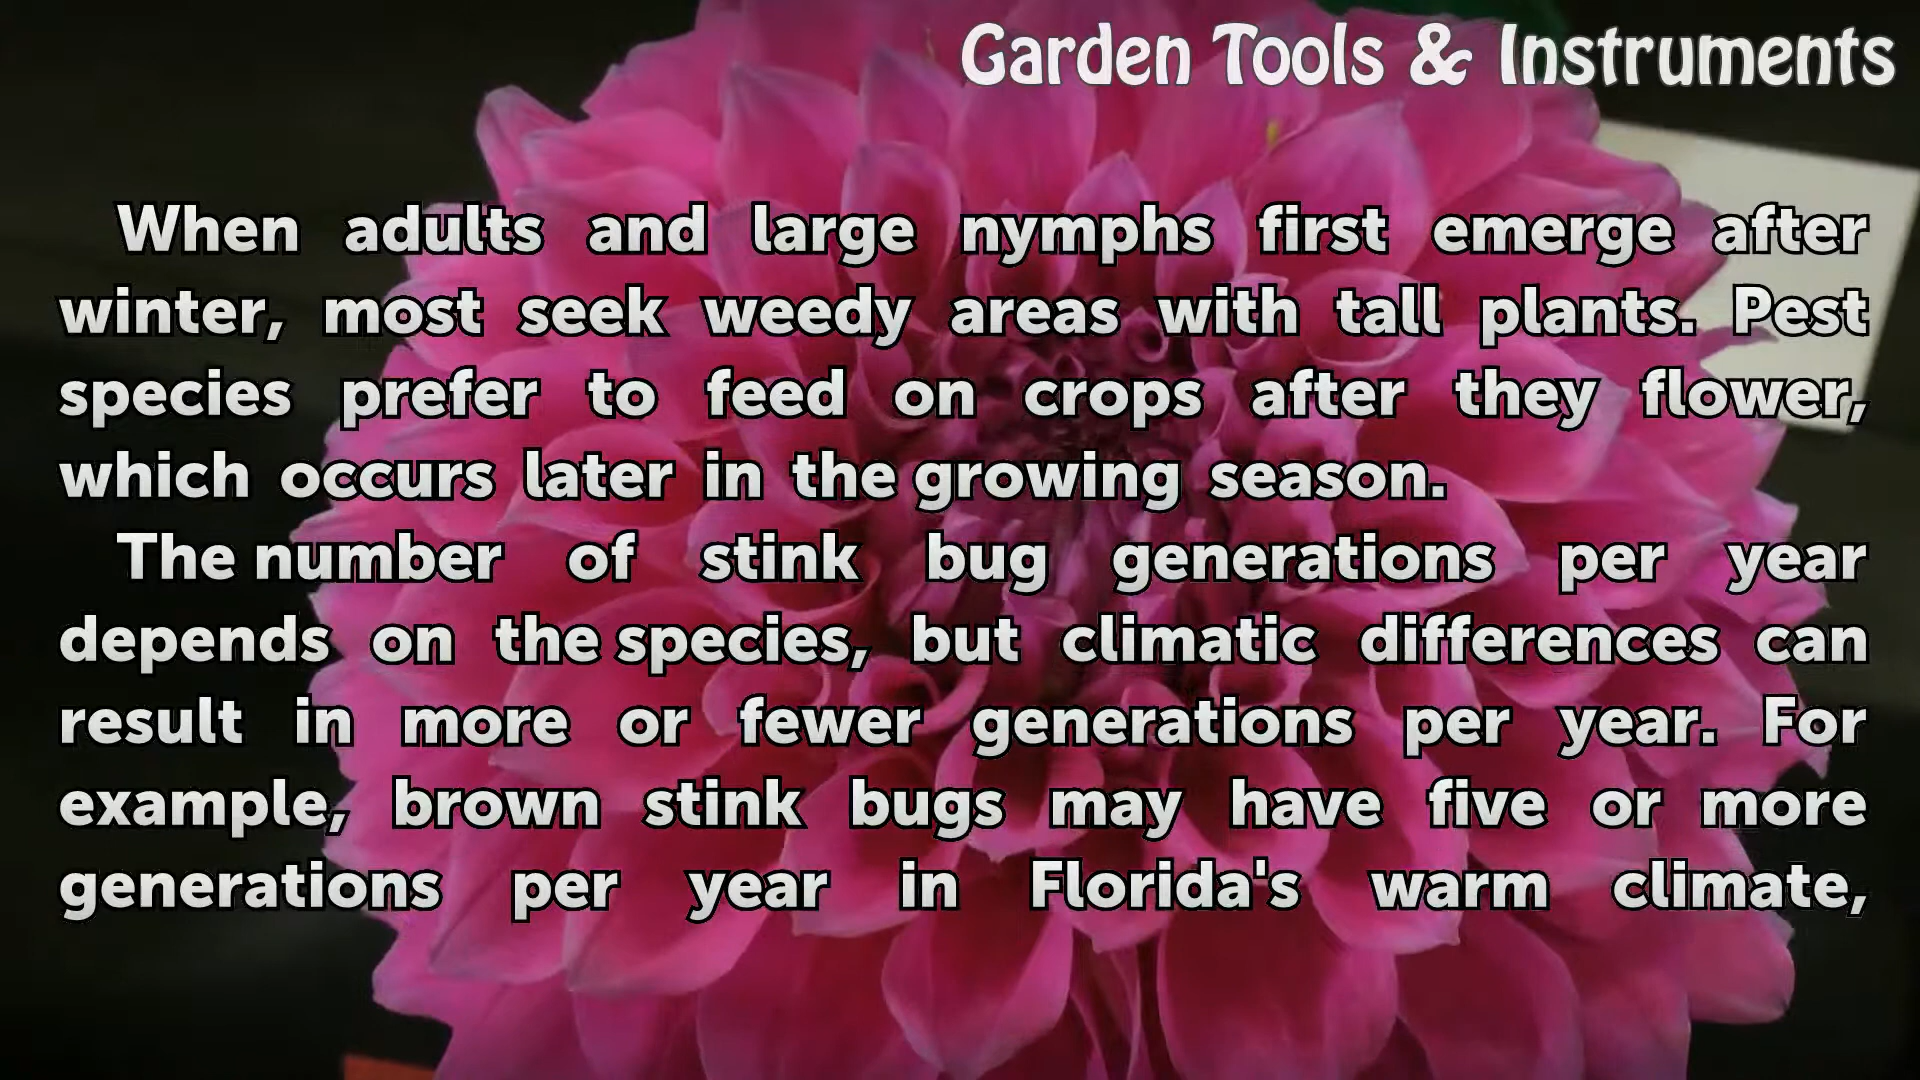 Garden Tools & Instruments
When adults and large nymphs first emerge after
winter, most seek weedy areas with tall plants. Pest
species prefer to feed on crops after they flower,
which occurs later in the growing season.
The number of stink bug generations per year
depends on the species, but climatic differences can
result in more or fewer generations per year. For
example, brown stink bugs may have five or more
generations per year in Florida's warm climate,